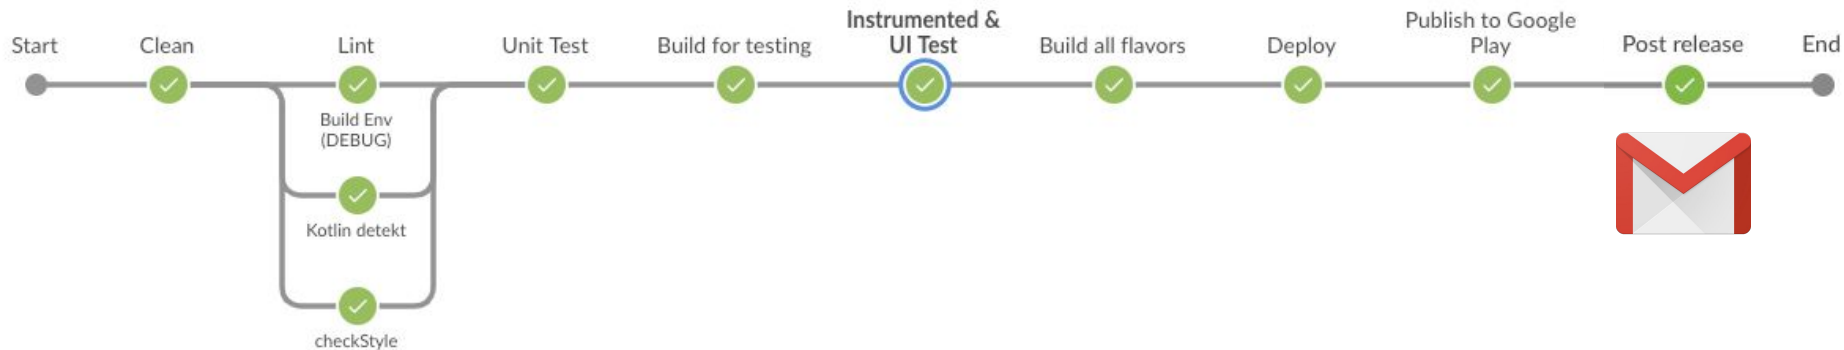 Start
Clean
Lint
Build Env
(DEBUG)
Kotlin detekt
checkStyle
Unit Test
Build for testing
Instrumented &
UI Test
Build all flavors
Deploy
Publish to Google
Play
Post release
End